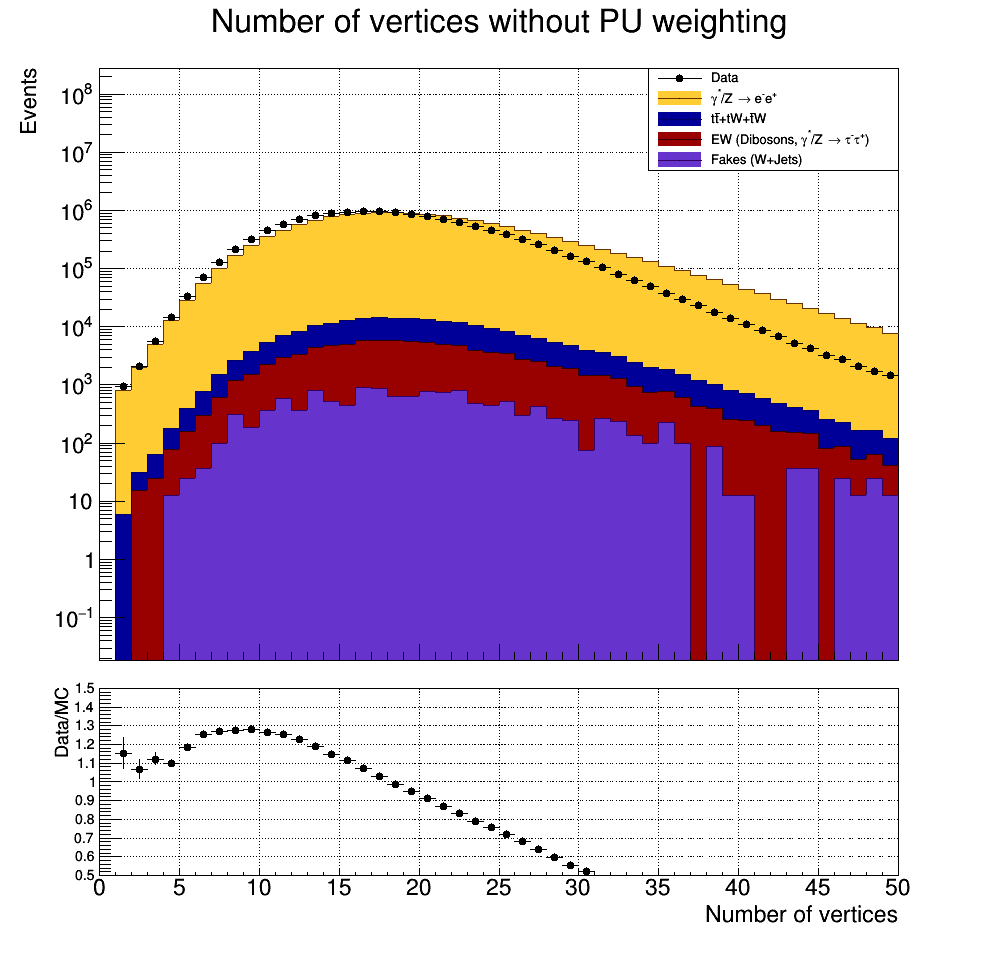 Number of vertices without PU weighting
Events
10⁸
10⁷
10⁶
10⁵
10⁴
10³
10²
10
1
10⁻¹
Data
γ*/Z → e⁻e⁺
tt̄+tW+t̄W
EW (Dibosons, γ*/Z → τ⁻τ⁺)
Fakes (W+Jets)
Data/MC
1.5
1.4
1.3
1.2
1.1
1
0.9
0.8
0.7
0.6
0.5
0 5 10 15 20 25 30 35 40 45 50
Number of vertices